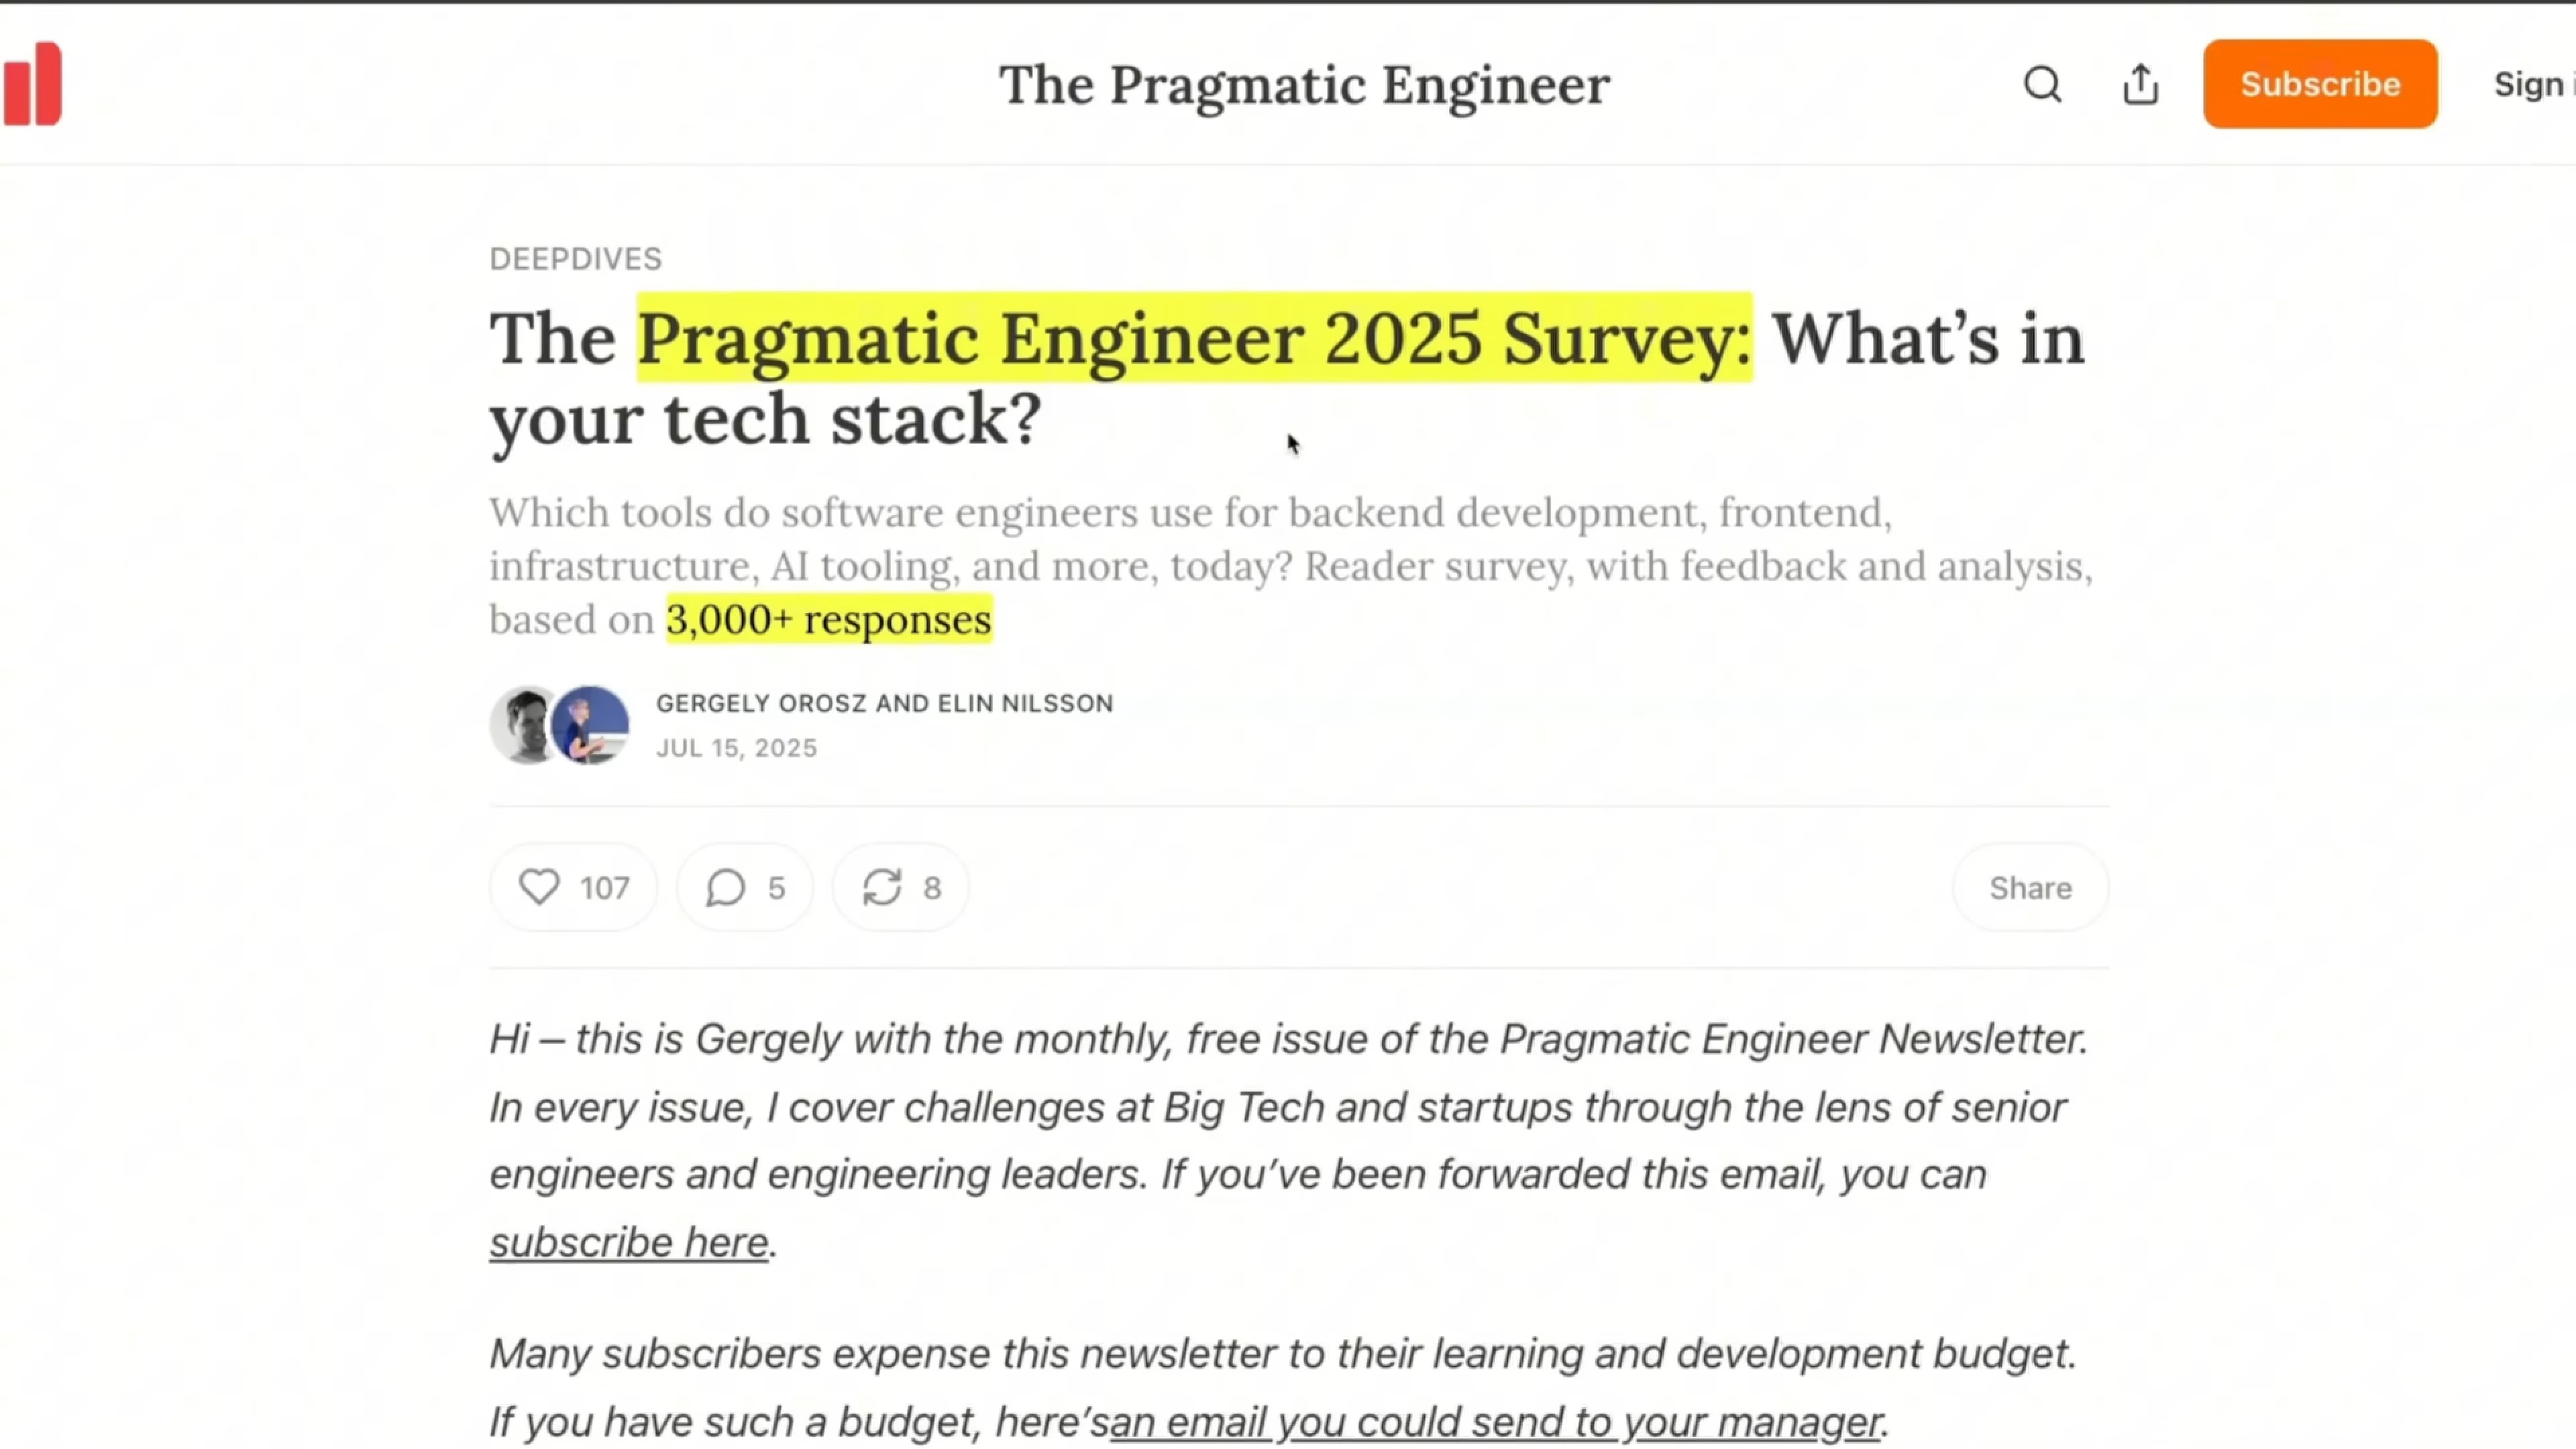 The Pragmatic Engineer
Subscribe
Sign
DEEPDIVES
The Pragmatic Engineer 2025 Survey: What’s in
your tech stack?
Which tools do software engineers use for backend development, frontend,
infrastructure, AI tooling, and more, today? Reader survey, with feedback and analysis,
based on 3,000+ responses
GERGELY OROSZ AND ELIN NILSSON
JUL 15, 2025
107
5
8
Share
Hi – this is Gergely with the monthly, free issue of the Pragmatic Engineer Newsletter.
In every issue, I cover challenges at Big Tech and startups through the lens of senior
engineers and engineering leaders. If you’ve been forwarded this email, you can
subscribe here.
Many subscribers expense this newsletter to their learning and development budget.
If you have such a budget, here’san email you could send to your manager.